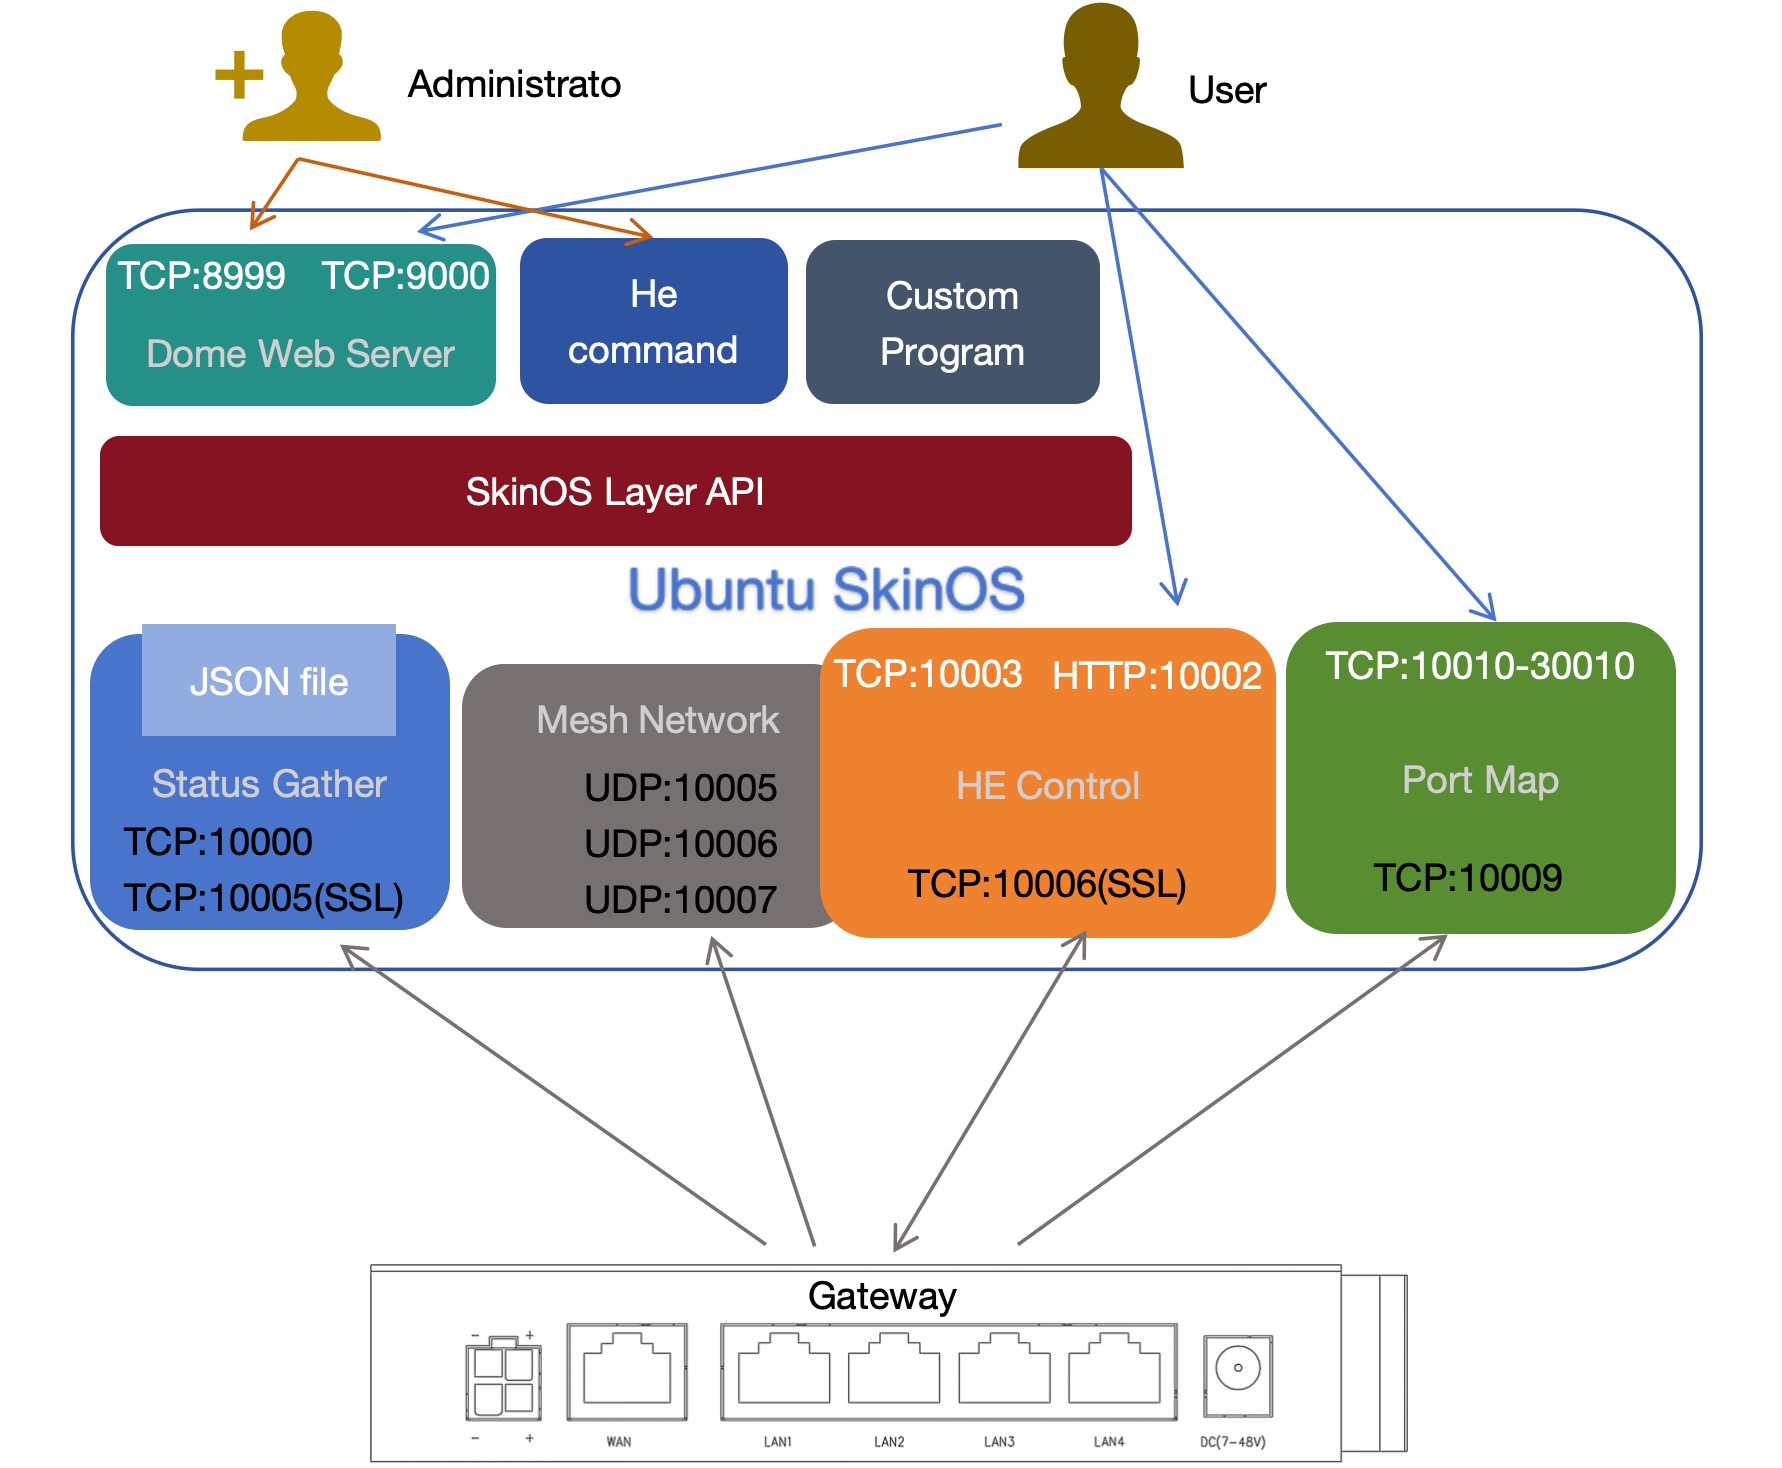 Administrato
User
TCP:8999 TCP:9000
Dome Web Server
He
command
Custom
Program
SkinOS Layer API
Ubuntu SkinOS
JSON file
Status Gather
TCP:10000
TCP:10005(SSL)
Mesh Network
UDP:10005
UDP:10006
UDP:10007
TCP:10003 HTTP:10002
HE Control
TCP:10006(SSL)
TCP:10010-30010
Port Map
TCP:10009
Gateway
- +
- +
WAN
LAN1
LAN2
LAN3
LAN4
DC(7-48V)